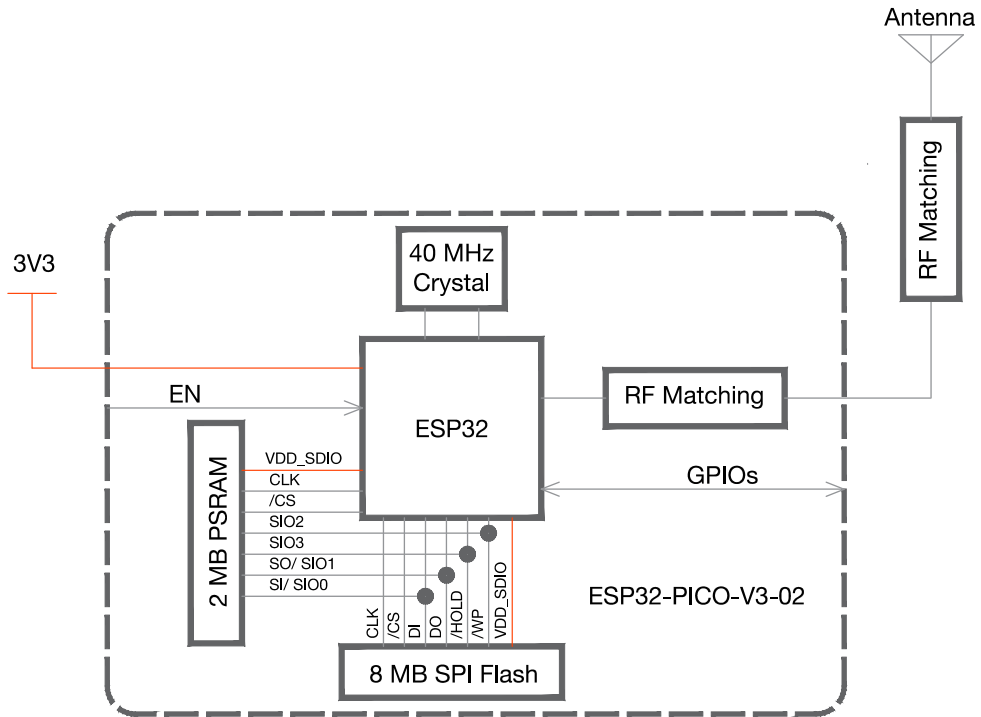 Antenna
RF Matching
40 MHz
Crystal
3V3
EN
ESP32
RF Matching
GPIOs
2 MB PSRAM
VDD_SDIO
CLK
/CS
SIO2
SIO3
SO/ SIO1
SI/ SIO0
CLK
/CS
DI
DO
/HOLD
/WP
VDD_SDIO
ESP32-PICO-V3-02
8 MB SPI Flash